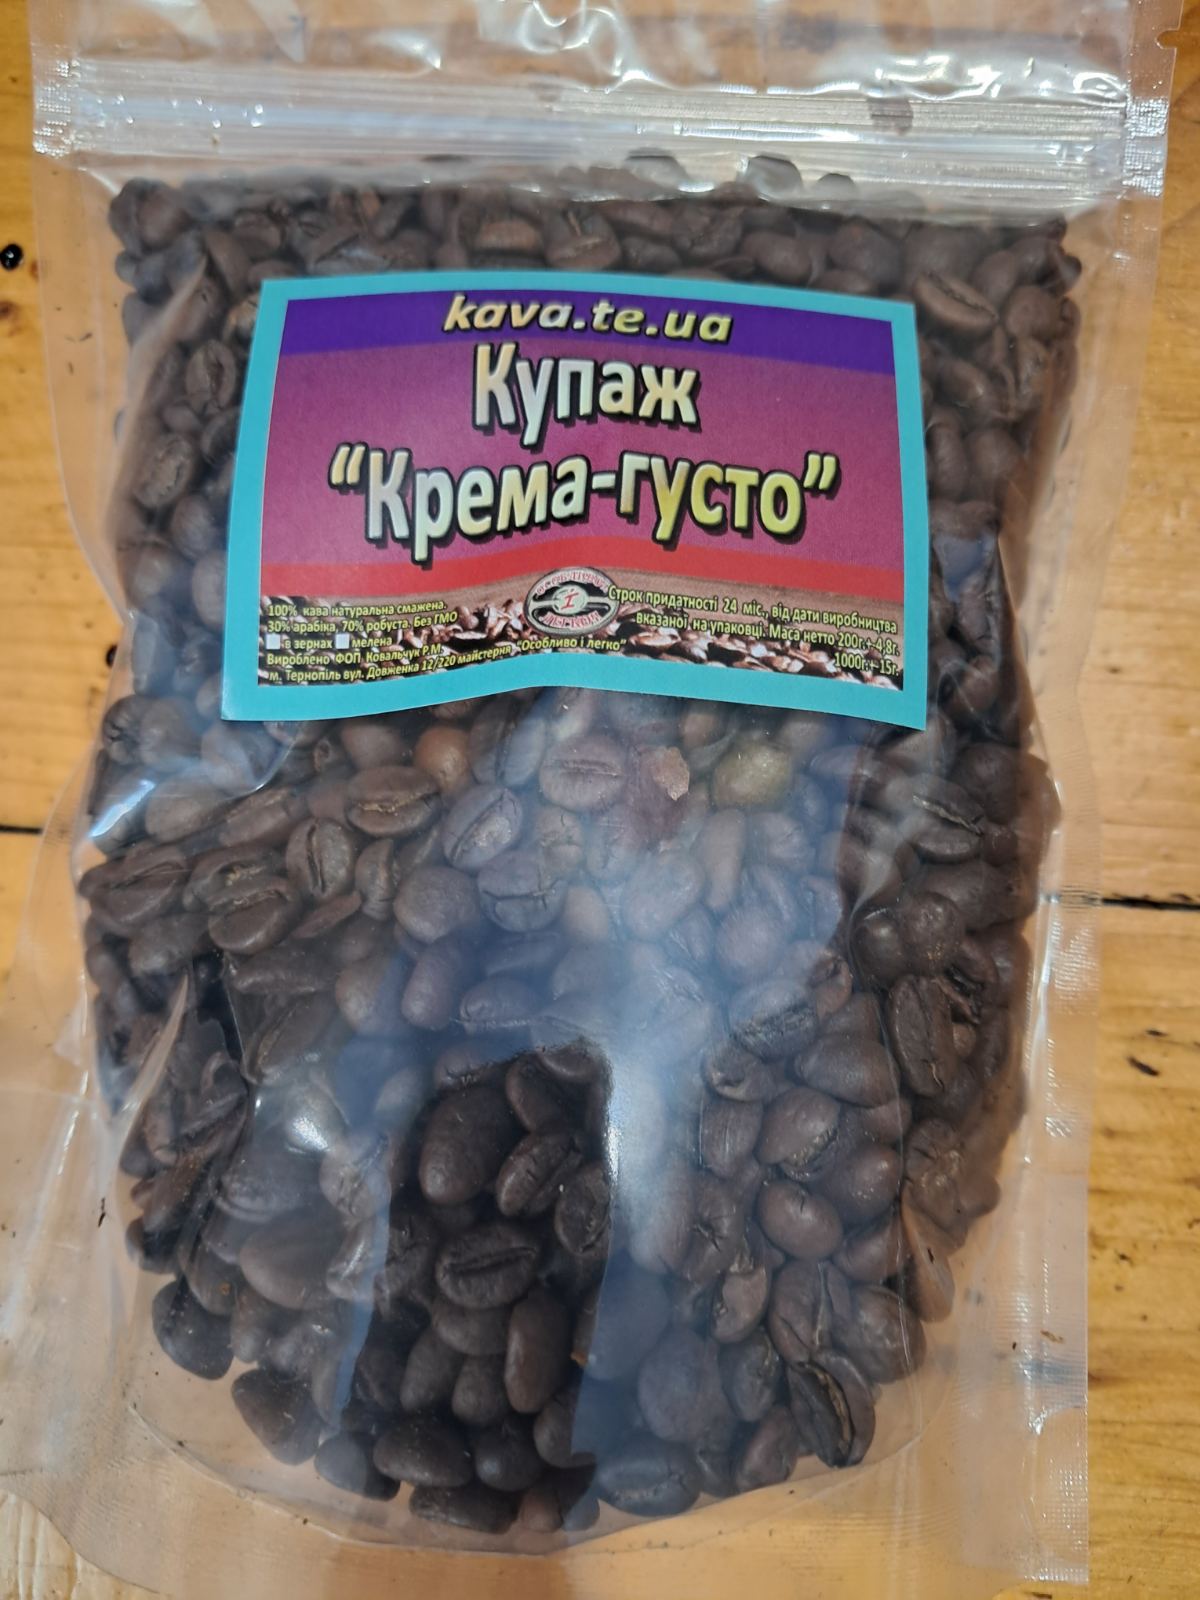 kava.te.ua
Купаж
“Крема-густо”
100% кава натуральна смажена.
30% арабіка, 70% робуста. Без ГМО
в зернах мелена
Вироблено ФОП Ковальчук Р.М.
м. Тернопіль вул. Довженка 12/220 майстерня "Особливо і легко"
І
Строк придатності 24 міс., від дати виробництва
вказаної на упаковці. Маса нетто 200г.+-4,8г.
1000г.+-15г.